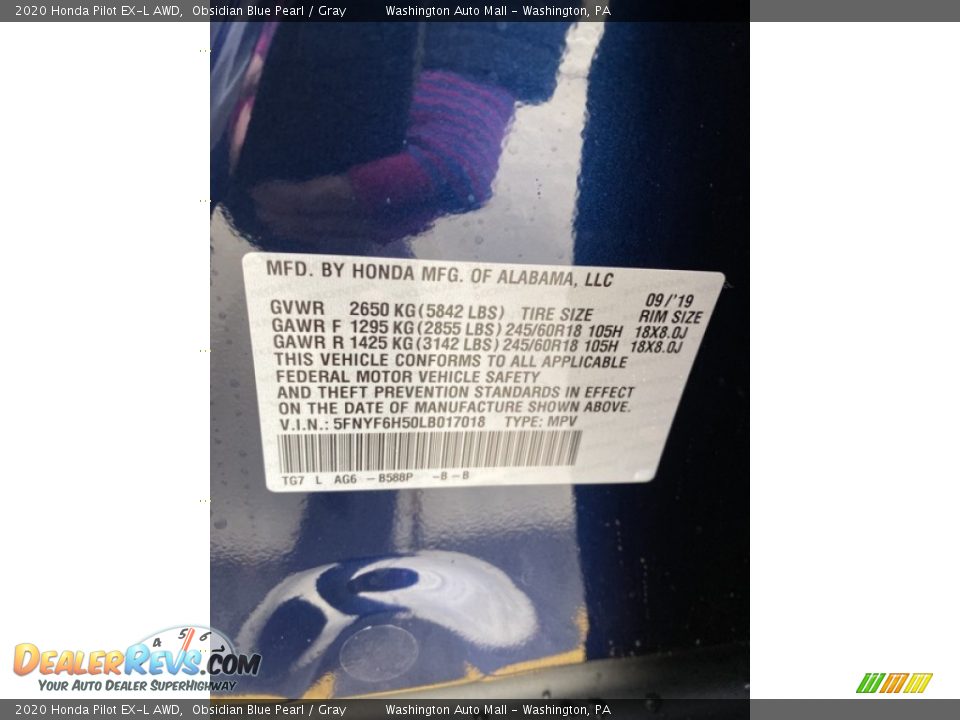 2020 Honda Pilot EX-L AWD, Obsidian Blue Pearl / Gray Washington Auto Mall - Washington, PA
MFD. BY HONDA MFG. OF ALABAMA, LLC
09/'19
GVWR 2650 KG (5842 LBS) TIRE SIZE RIM SIZE
GAWR F 1295 KG (2855 LBS) 245/60R18 105H 18X8.0J
GAWR R 1425 KG (3142 LBS) 245/60R18 105H 18X8.0J
THIS VEHICLE CONFORMS TO ALL APPLICABLE
FEDERAL MOTOR VEHICLE SAFETY
AND THEFT PREVENTION STANDARDS IN EFFECT
ON THE DATE OF MANUFACTURE SHOWN ABOVE.
V.I.N.: 5FNYF6H50LB017018 TYPE: MPV
TG7 L AG6 -B588P -B-B
4 5 6
DEALERREVS.COM
YOUR AUTO DEALER SUPERHIGHWAY
2020 Honda Pilot EX-L AWD, Obsidian Blue Pearl / Gray Washington Auto Mall - Washington, PA